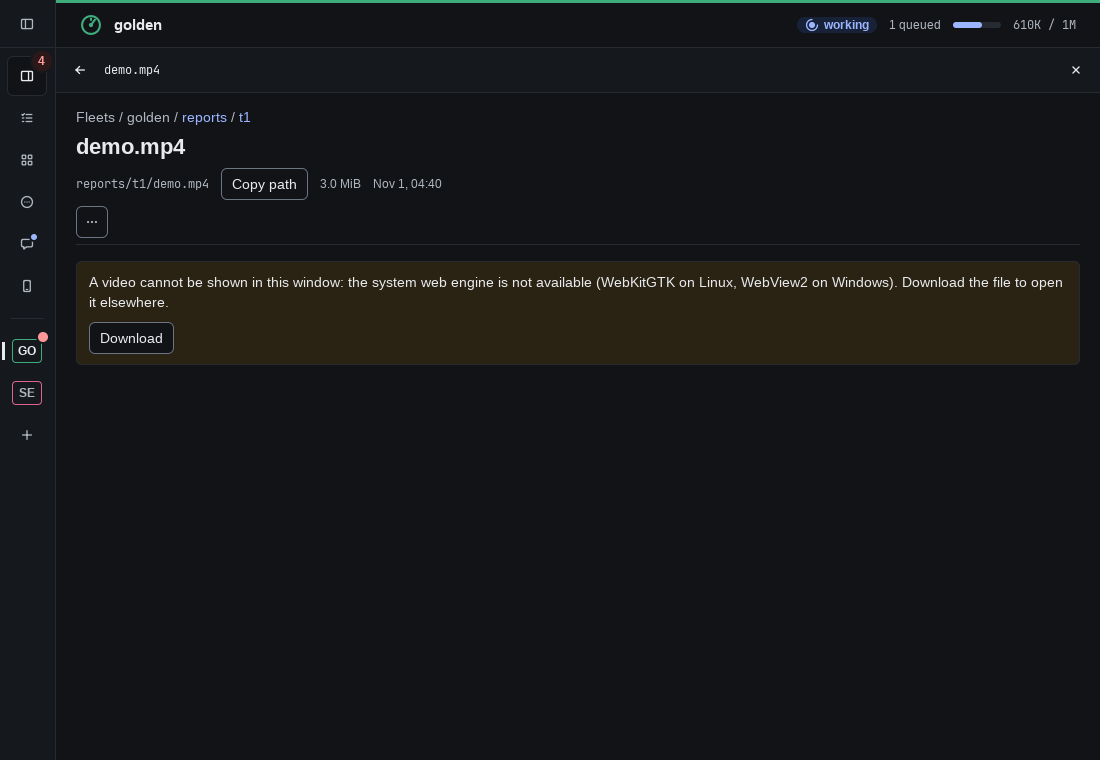 golden
working
1 queued
610K / 1M
4
demo.mp4
Fleets / golden / reports / t1
demo.mp4
reports/t1/demo.mp4
Copy path
3.0 MiB
Nov 1, 04:40
A video cannot be shown in this window: the system web engine is not available (WebKitGTK on Linux, WebView2 on Windows). Download the file to open
it elsewhere.
Download
GO
SE